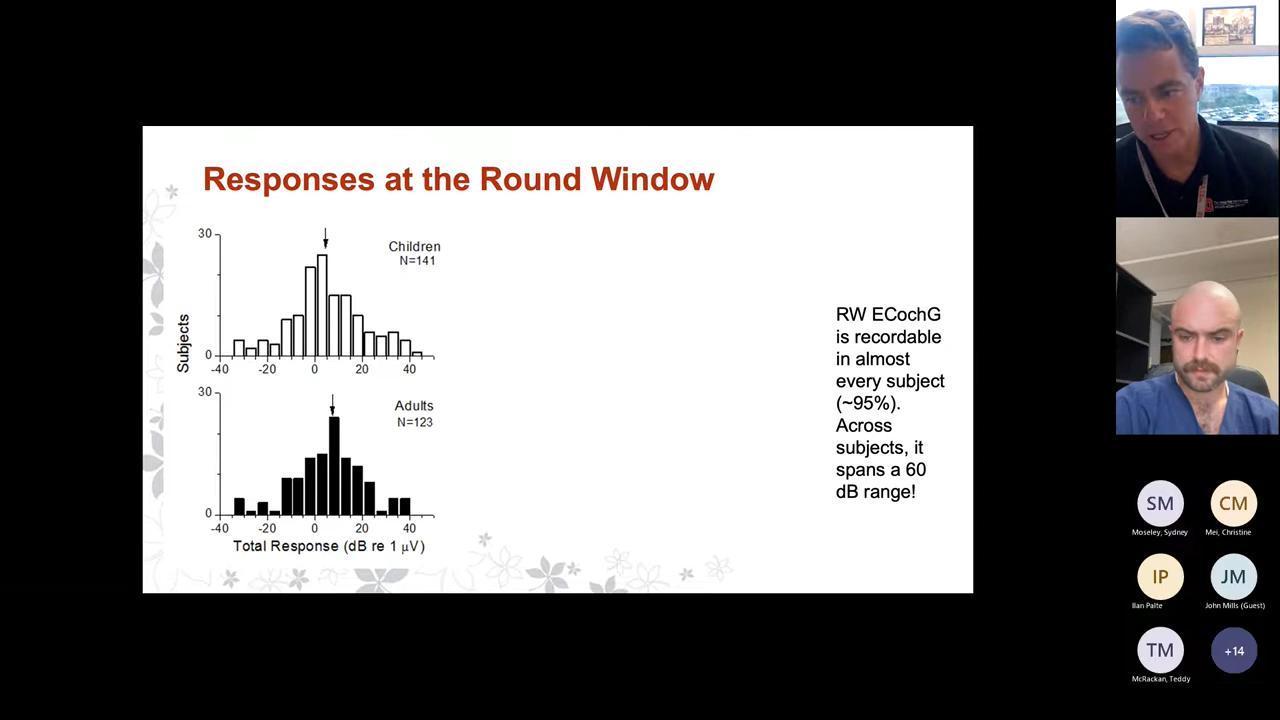 Responses at the Round Window
30
Children
N=141
0
-40
-20
0
20
40
Subjects
30
Adults
N=123
0
-40
-20
0
20
40
Total Response (dB re 1 µV)
RW ECochG
is recordable
in almost
every subject
(~95%).
Across
subjects, it
spans a 60
dB range!
SM
Moseley, Sydney
CM
Mei, Christine
IP
Ilan Palte
JM
John Mills (Guest)
TM
McRackan, Teddy
+14